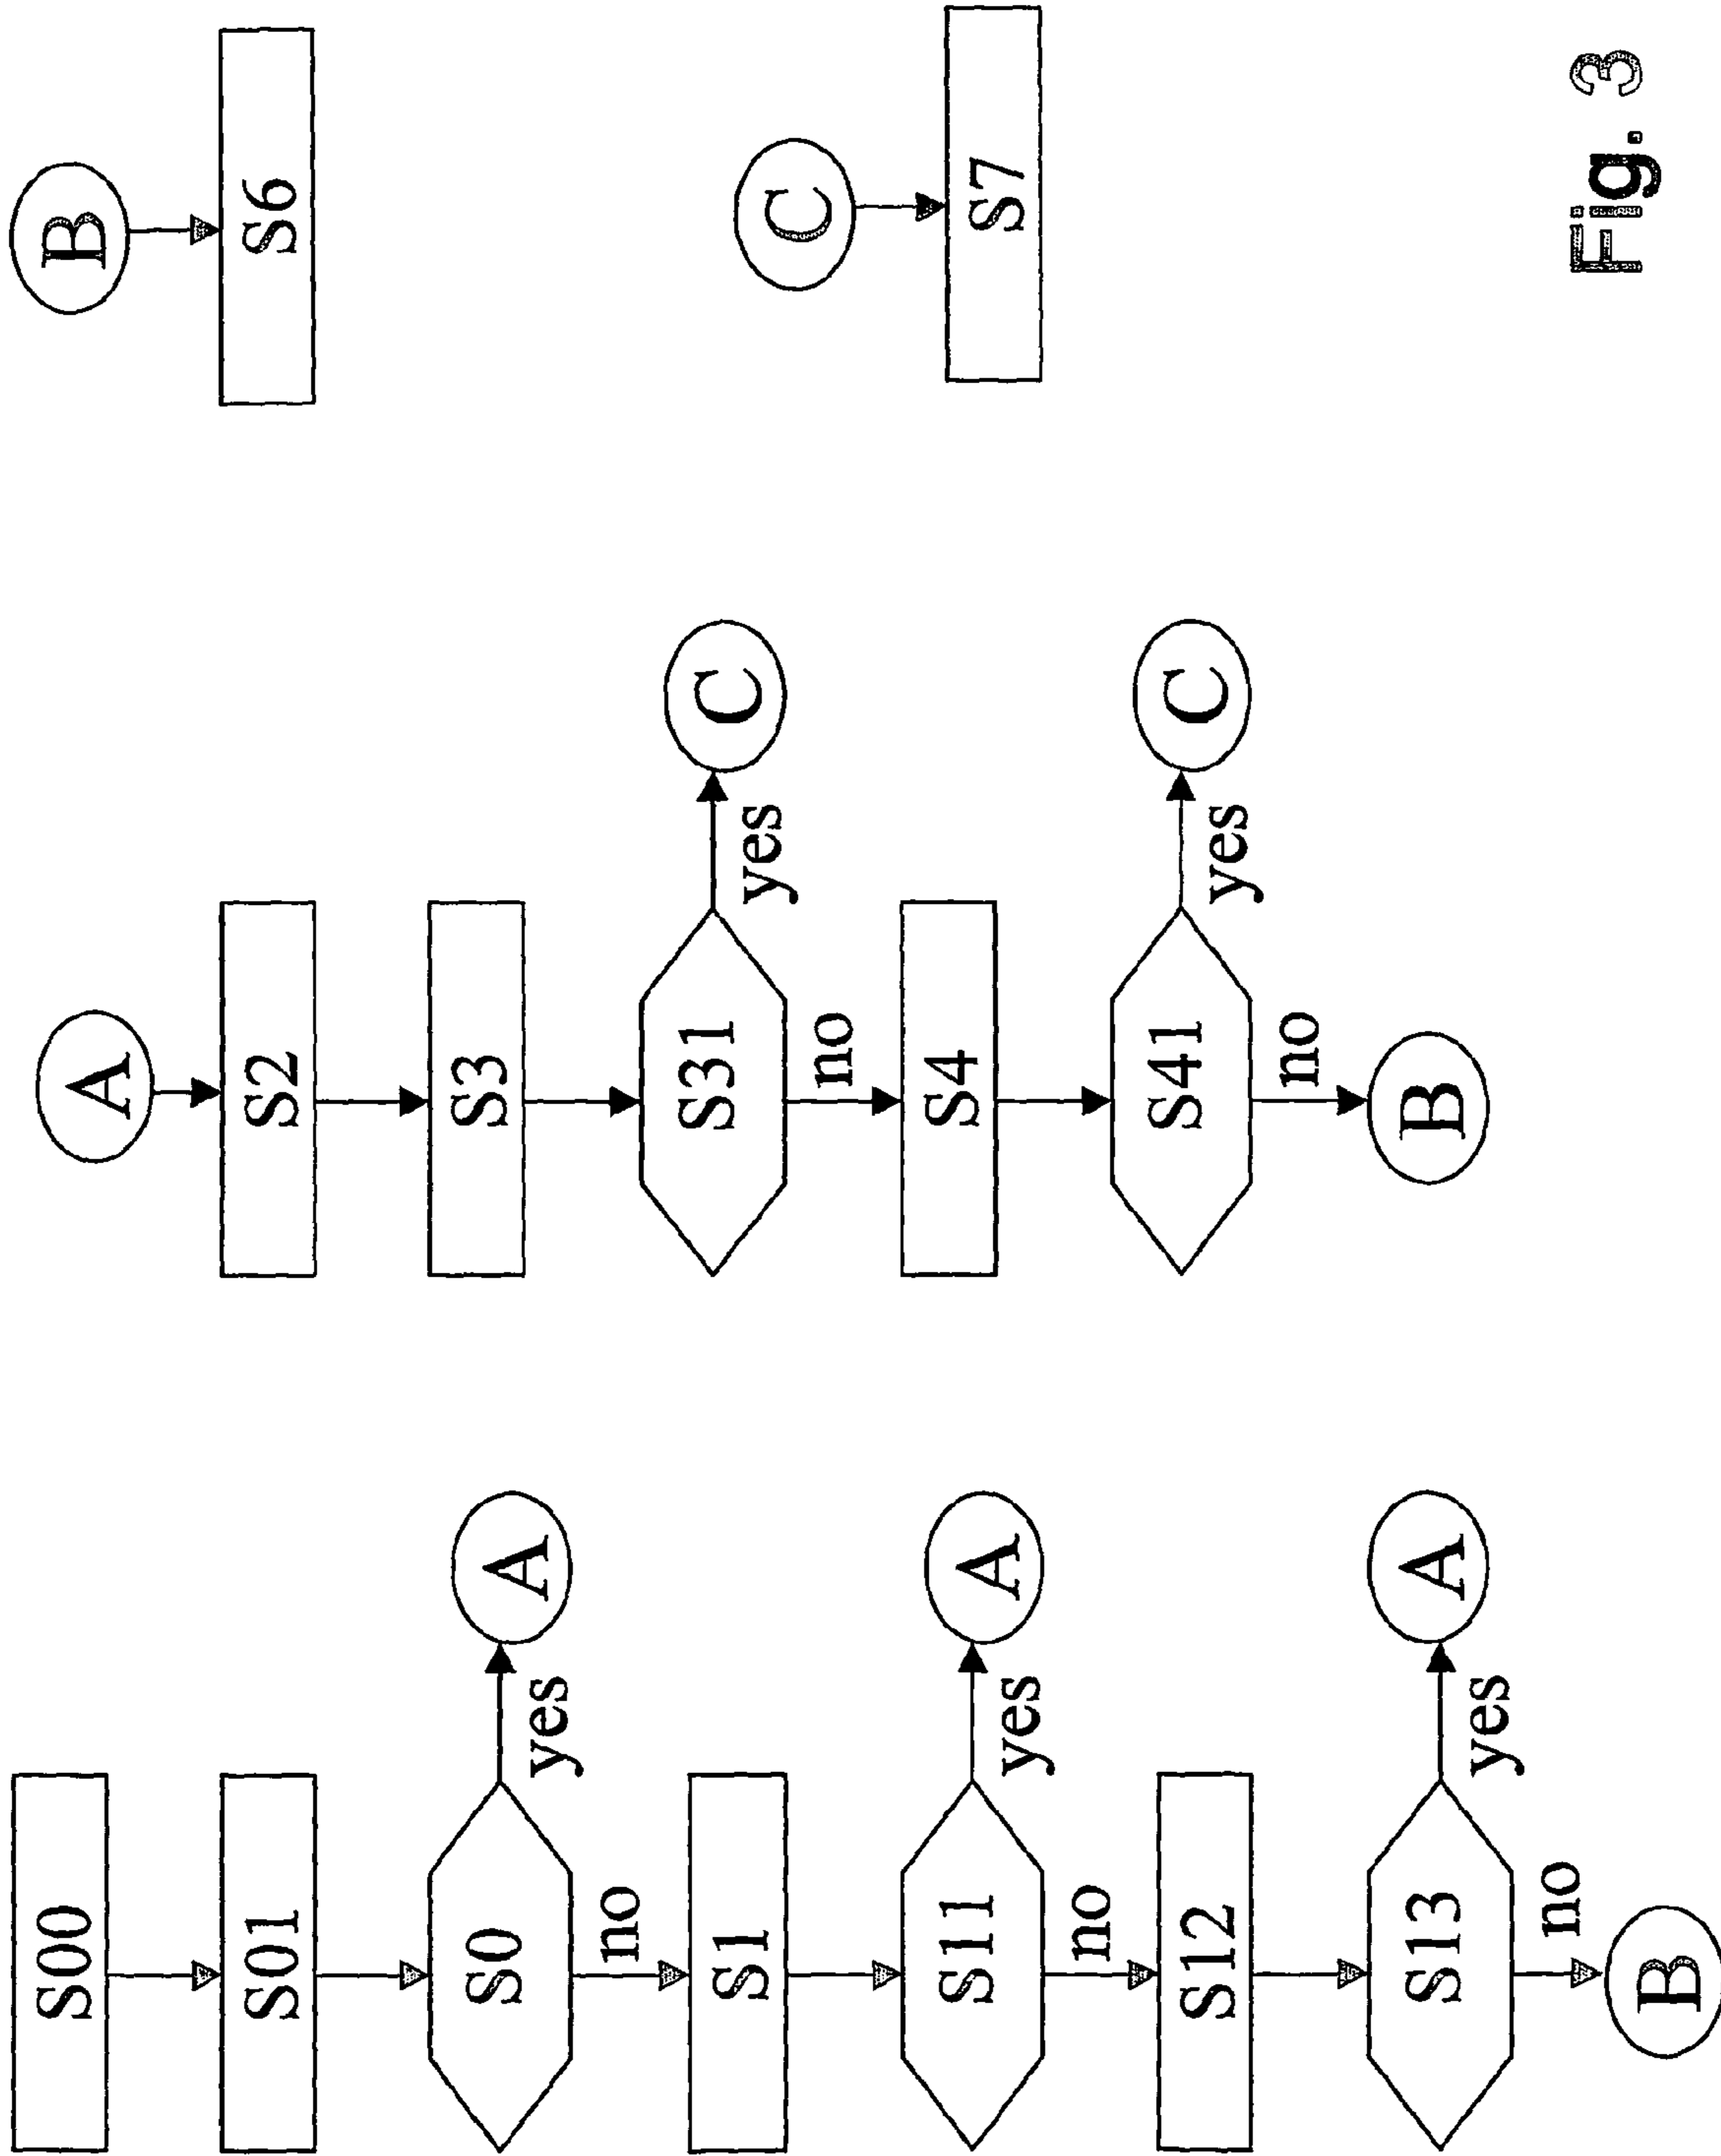 S00
S01
S0
yes
A
no
S1
S11
yes
A
no
S12
S13
yes
A
no
B
A
S2
S3
S31
yes
C
no
S4
S41
yes
C
no
B
B
S6
C
S7
Fig. 3